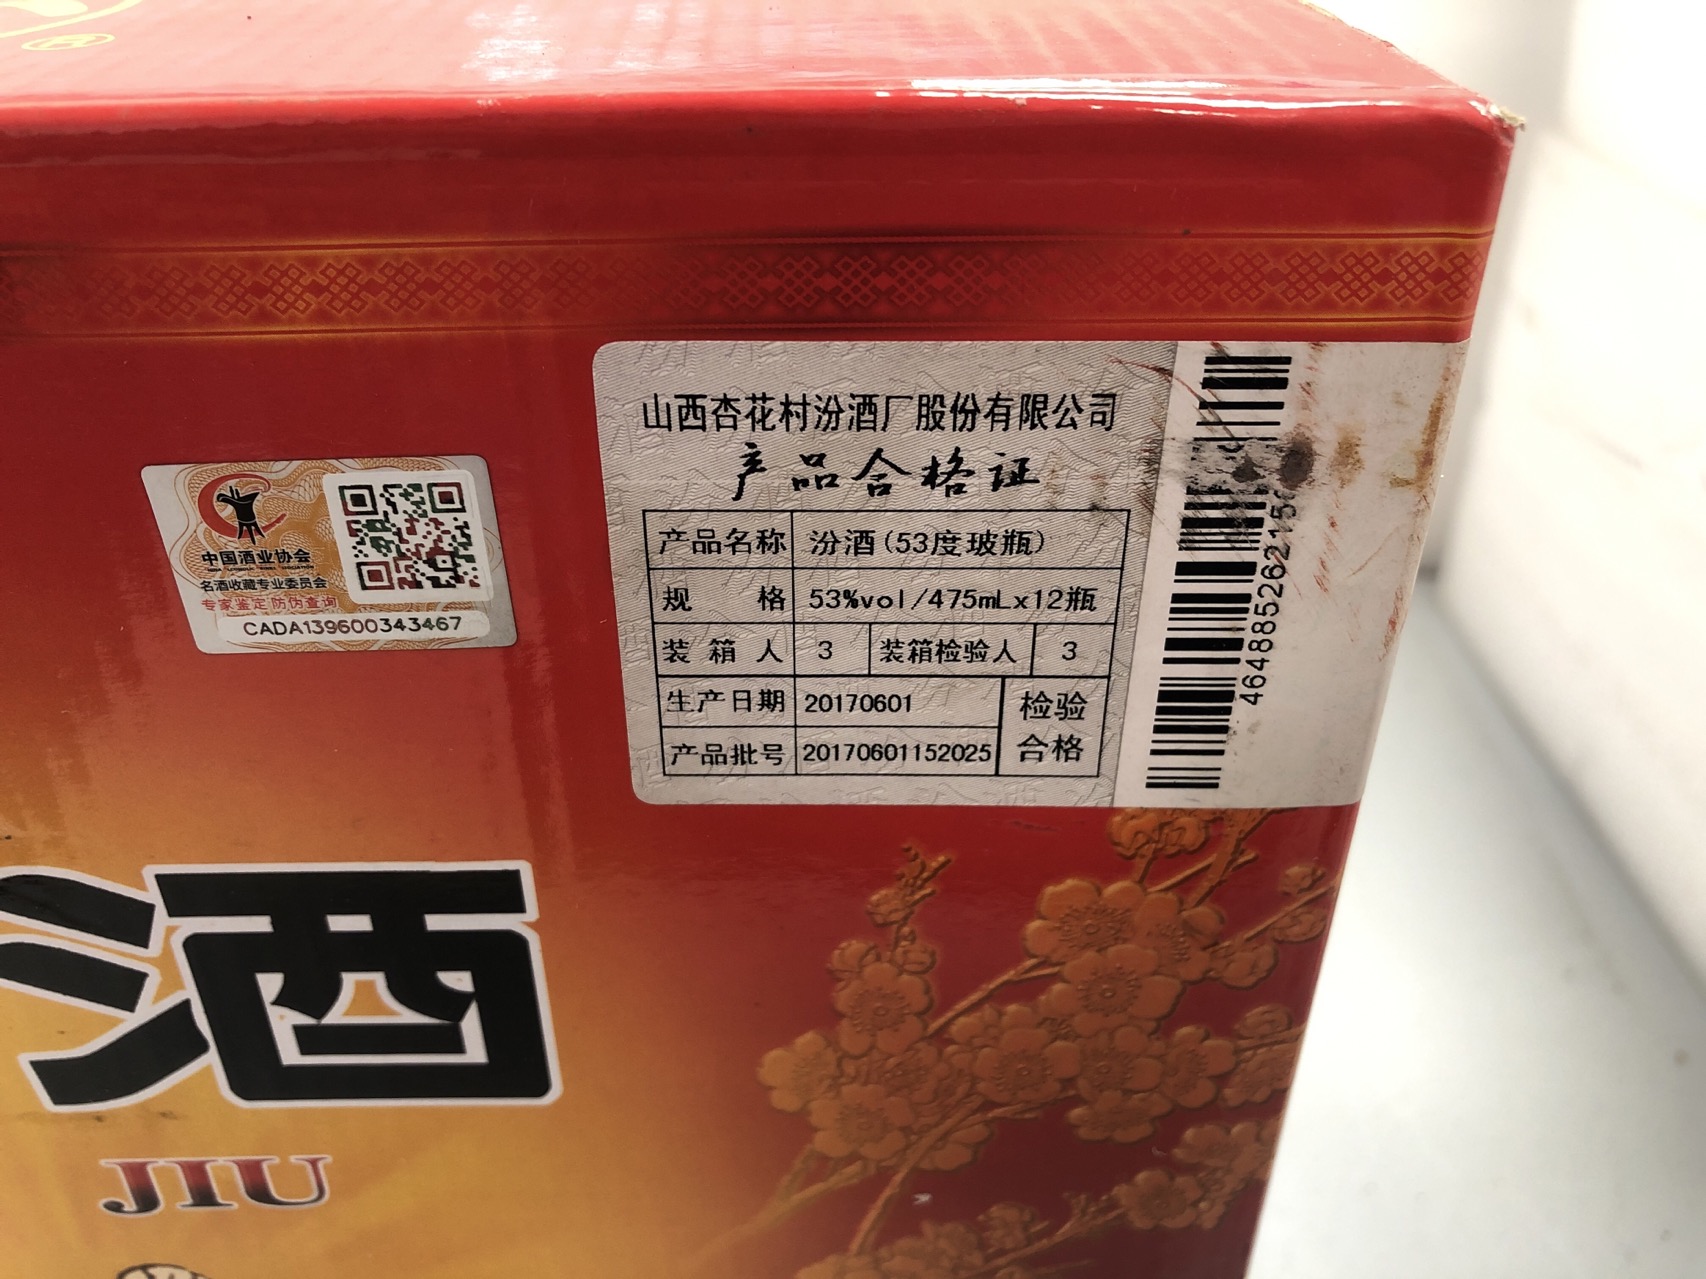 ®
山西杏花村汾酒厂股份有限公司
产品合格证
产品名称 汾酒(53度玻瓶)
规 格 53%vol/475mLx12瓶
装箱人 3 装箱检验人 3
生产日期 20170601 检验
产品批号 20170601152025 合格
中国酒业协会
名酒收藏专业委员会
专家鉴定防伪查询
CADA139600343467
酒
JIU